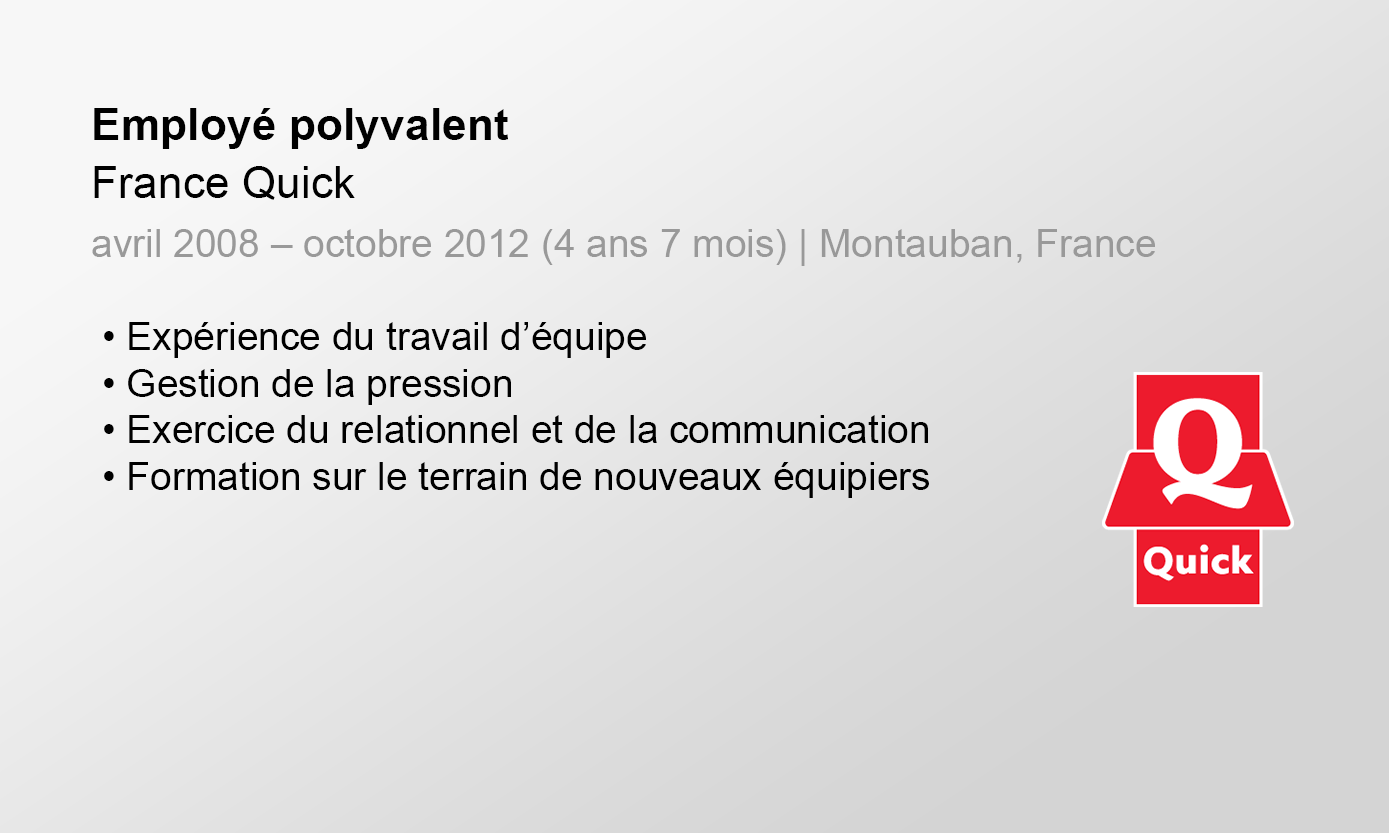 Employé polyvalent
France Quick
avril 2008 – octobre 2012 (4 ans 7 mois) | Montauban, France
• Expérience du travail d’équipe
• Gestion de la pression
• Exercice du relationnel et de la communication
• Formation sur le terrain de nouveaux équipiers
Q
Quick